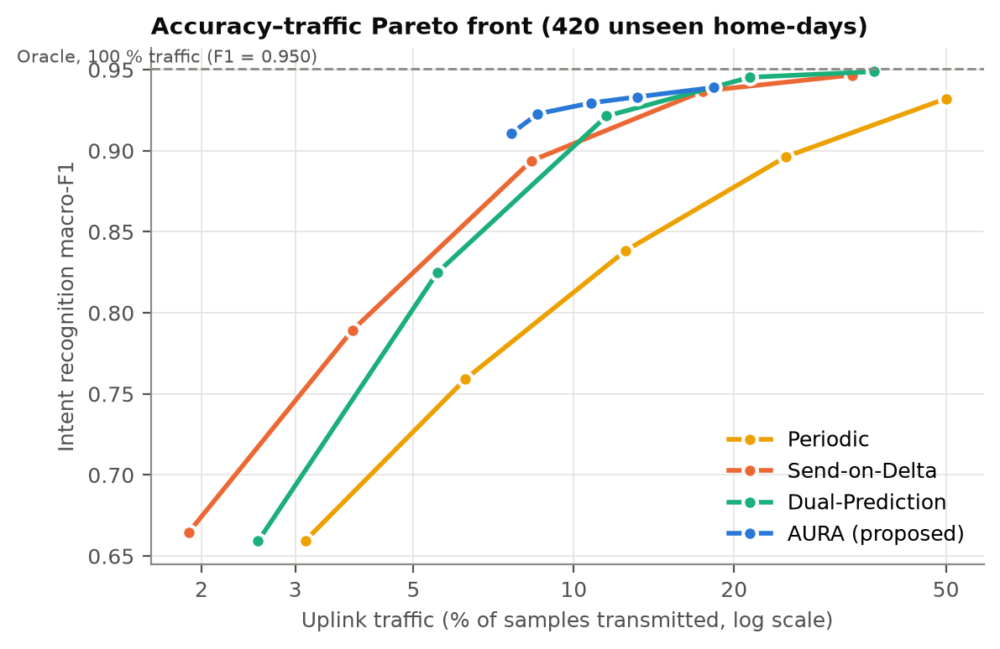 Accuracy–traffic Pareto front (420 unseen home-days)
Oracle, 100 % traffic (F1 = 0.950)
0.95
0.90
0.85
0.80
0.75
0.70
0.65
Intent recognition macro-F1
Periodic
Send-on-Delta
Dual-Prediction
AURA (proposed)
2 3 5 10 20 50
Uplink traffic (% of samples transmitted, log scale)